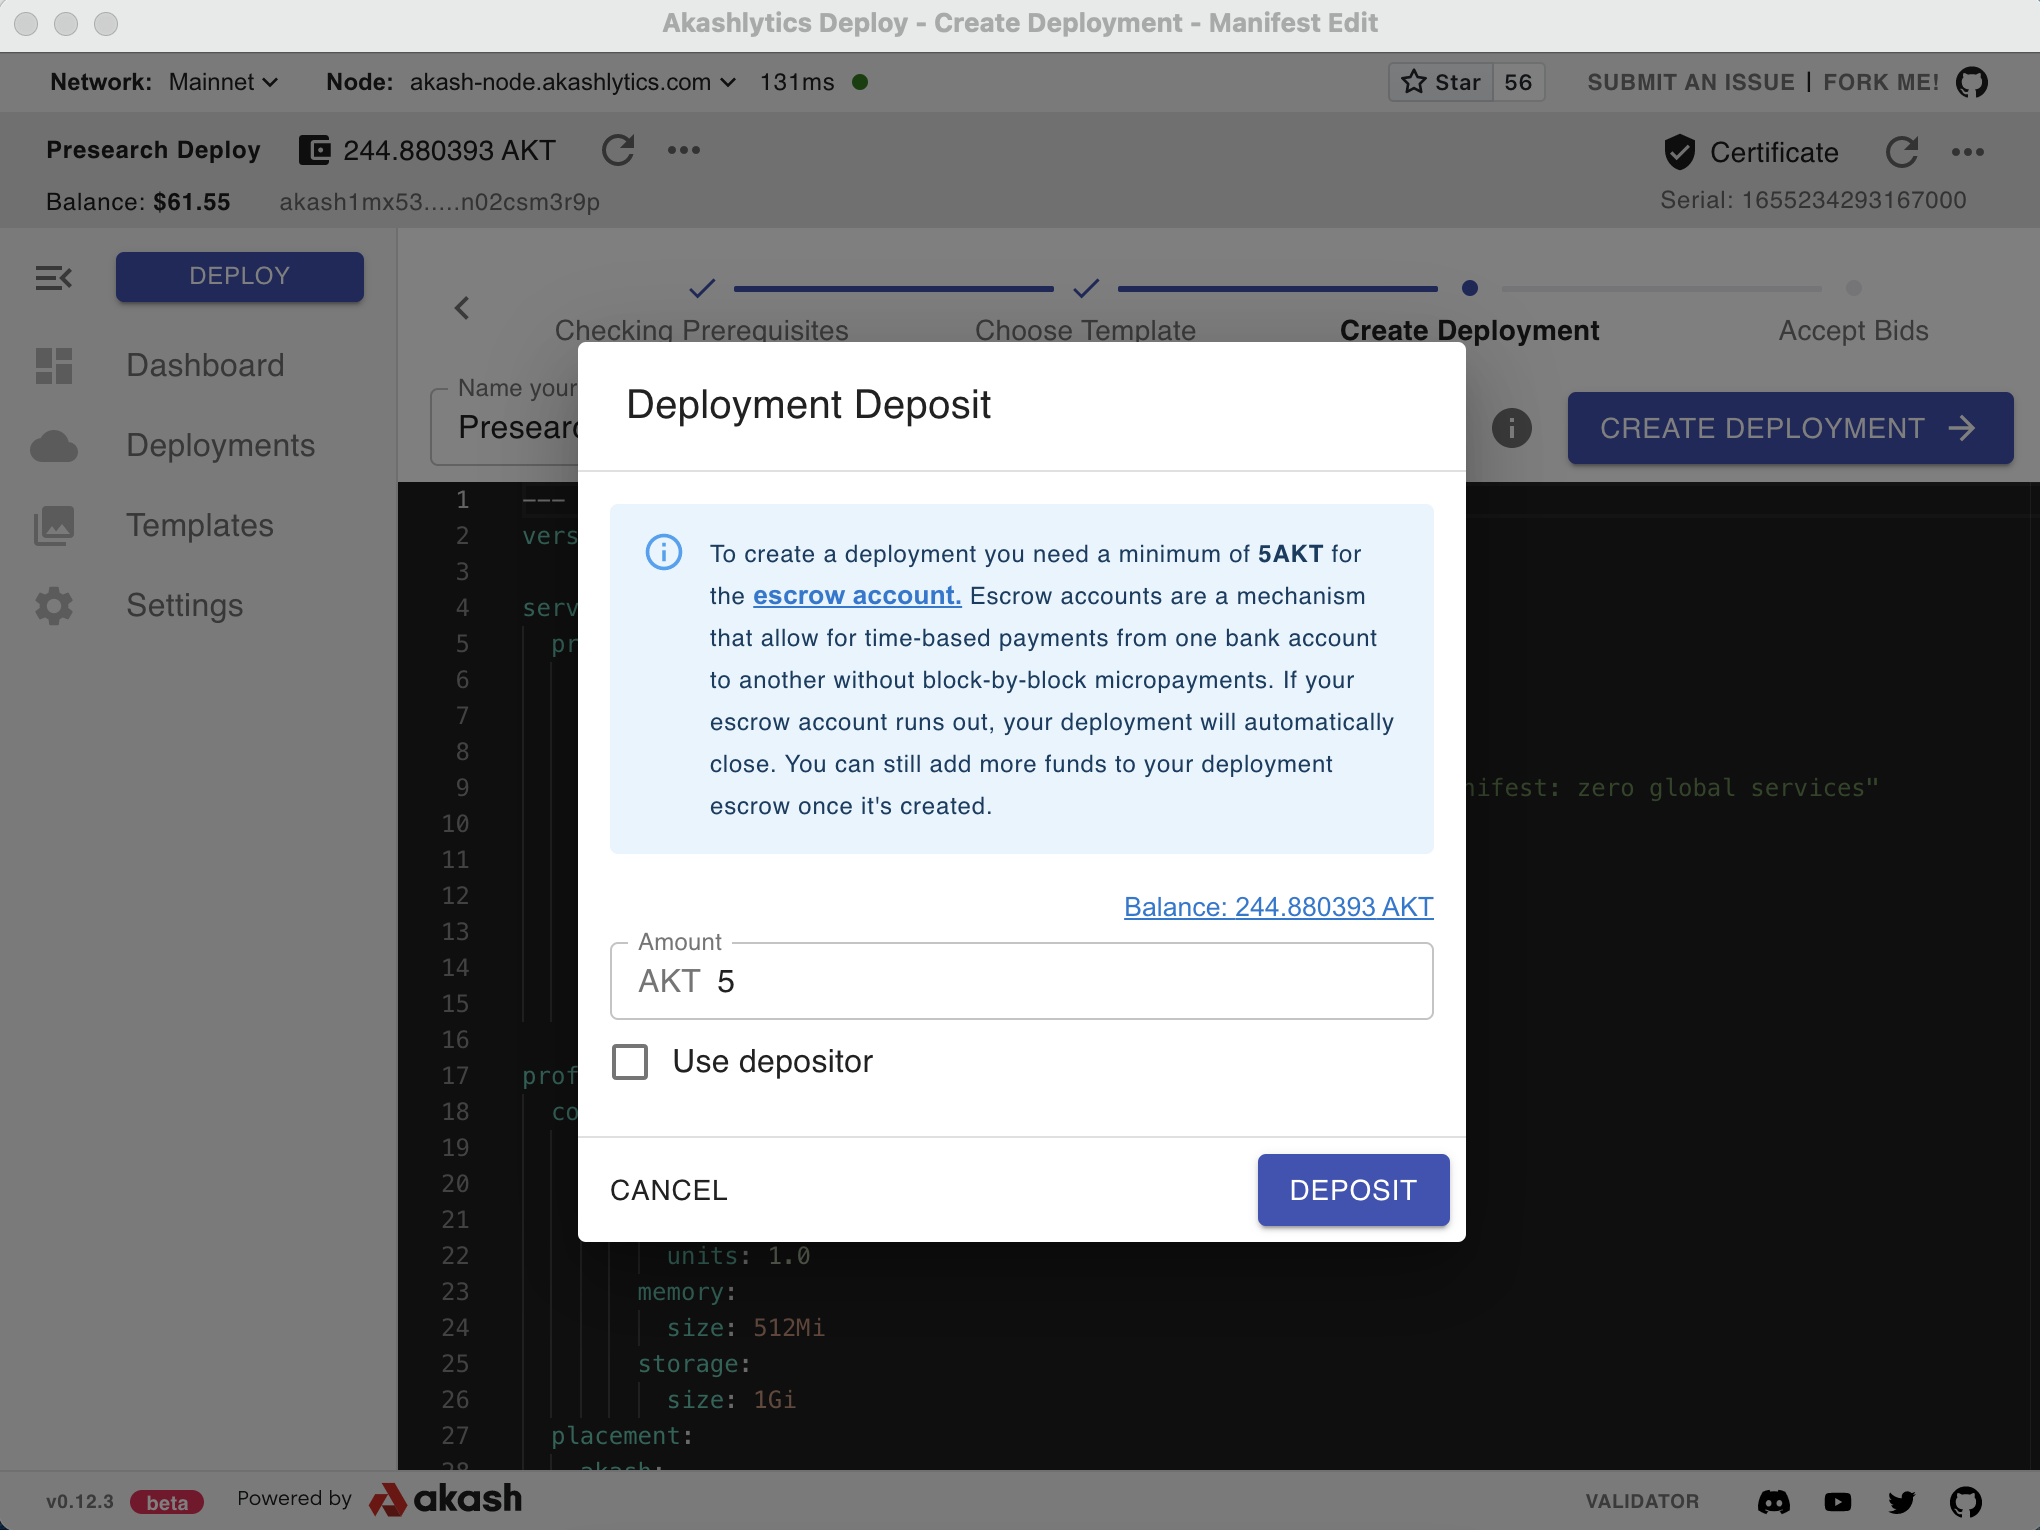 Akashlytics Deploy - Create Deployment - Manifest Edit
Network: Mainnet Node: akash-node.akashlytics.com 131ms Star 56 SUBMIT AN ISSUE | FORK ME!
Presearch Deploy 244.880393 AKT Certificate
Balance: $61.55 akash1mx53.....n02csm3r9p Serial: 1655234293167000
DEPLOY
Dashboard
Deployments
Templates
Settings
Checking Prerequisites Choose Template Create Deployment Accept Bids
Name your
Presearc
CREATE DEPLOYMENT
Deployment Deposit
To create a deployment you need a minimum of 5AKT for
the escrow account. Escrow accounts are a mechanism
that allow for time-based payments from one bank account
to another without block-by-block micropayments. If your
escrow account runs out, your deployment will automatically
close. You can still add more funds to your deployment
escrow once it's created.
Balance: 244.880393 AKT
Amount
AKT 5
Use depositor
CANCEL DEPOSIT
1 ---
2 vers
3
4 serv
5 pr
6
7
8
9 nifest: zero global services"
10
11
12
13
14
15
16
17 prof
18 co
19
20
21
22 units: 1.0
23 memory:
24 size: 512Mi
25 storage:
26 size: 1Gi
27 placement:
28 akash:
v0.12.3 beta Powered by akash VALIDATOR